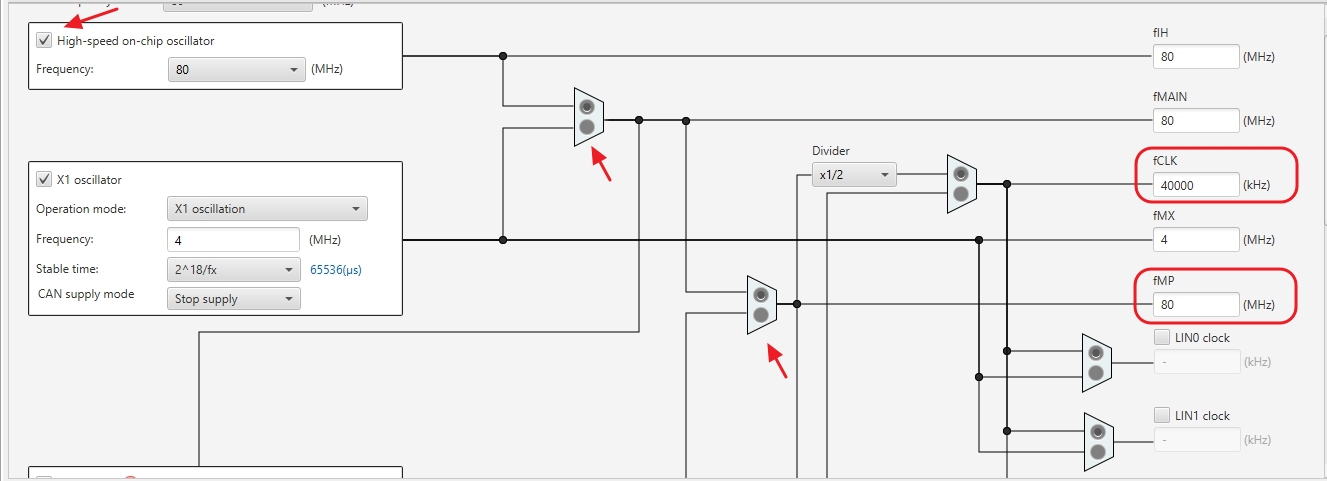 High-speed on-chip oscillator
Frequency: 80 (MHz)
fIH
80 (MHz)
fMAIN
80 (MHz)
X1 oscillator
Operation mode: X1 oscillation
Frequency: 4 (MHz)
Stable time: 2^18/fx 65536(μs)
CAN supply mode Stop supply
Divider
x1/2
fCLK
40000 (kHz)
fMX
4 (MHz)
fMP
80 (MHz)
LIN0 clock
- (kHz)
LIN1 clock
- (kHz)